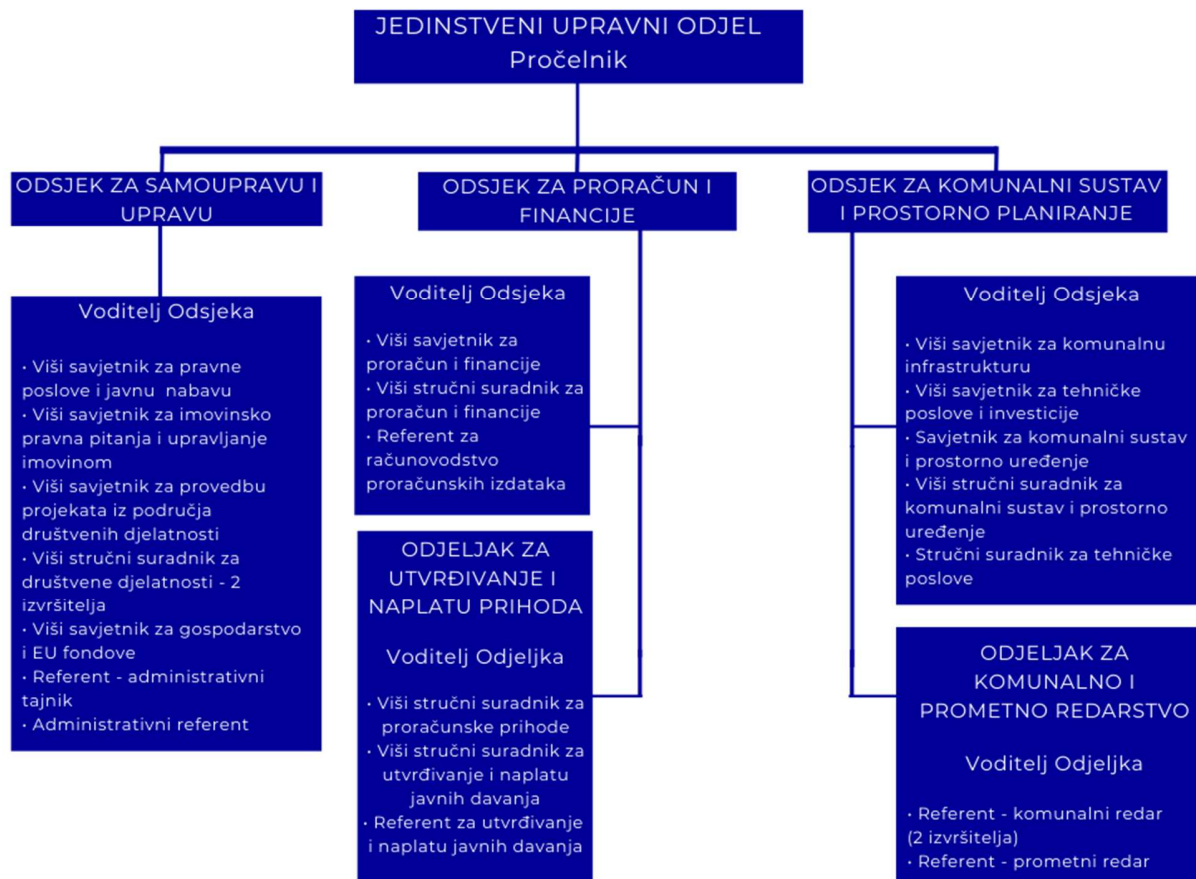 JEDINSTVENI UPRAVNI ODJEL
Pročelnik
ODSJEK ZA SAMOUPRAVU I
UPRAVU
Voditelj Odsjeka
• Viši savjetnik za pravne
poslove i javnu nabavu
• Viši savjetnik za imovinsko
pravna pitanja i upravljanje
imovinom
• Viši savjetnik za provedbu
projekata iz područja
društvenih djelatnosti
• Viši stručni suradnik za
društvene djelatnosti - 2
izvršitelja
• Viši savjetnik za gospodarstvo
i EU fondove
• Referent - administrativni
tajnik
• Administrativni referent
ODSJEK ZA PRORAČUN I
FINANCIJE
Voditelj Odsjeka
• Viši savjetnik za
proračun i financije
• Viši stručni suradnik za
proračun i financije
• Referent za
računovodstvo
proračunskih izdataka
ODJELJAK ZA
UTVRĐIVANJE I
NAPLATU PRIHODA
Voditelj Odjeljka
• Viši stručni suradnik za
proračunske prihode
• Viši stručni suradnik za
utvrđivanje i naplatu
javnih davanja
• Referent za utvrđivanje
i naplatu javnih davanja
ODSJEK ZA KOMUNALNI SUSTAV
I PROSTORNO PLANIRANJE
Voditelj Odsjeka
• Viši savjetnik za komunalnu
infrastrukturu
• Viši savjetnik za tehničke
poslove i investicije
• Savjetnik za komunalni sustav
i prostorno uređenje
• Viši stručni suradnik za
komunalni sustav i prostorno
uređenje
• Stručni suradnik za tehničke
poslove
ODJELJAK ZA
KOMUNALNO I
PROMETNO REDARSTVO
Voditelj Odjeljka
• Referent - komunalni redar
(2 izvršitelja)
• Referent - prometni redar